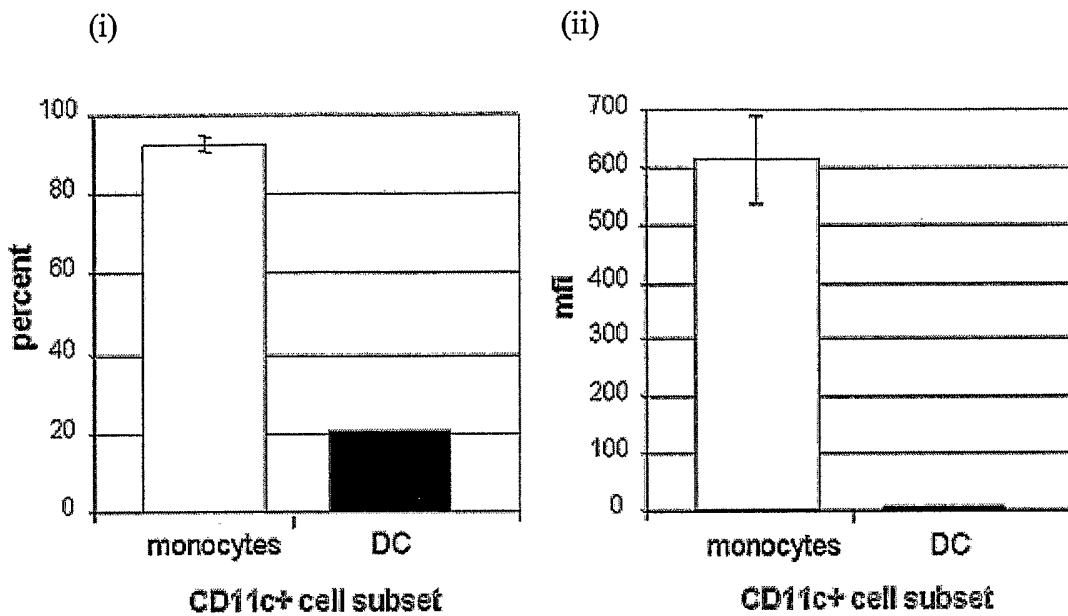 (i)
(ii)
100
80
60
40
20
0
percent
monocytes DC
CD11c+ cell subset
700
600
500
400
300
200
100
0
mfi
monocytes DC
CD11c+ cell subset